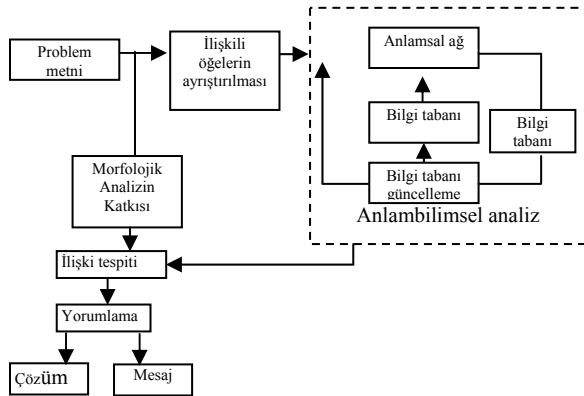 Problem
metni
İlişkili
öğelerin
ayrıştırılması
Anlamsal ağ
Bilgi tabanı
Bilgi
tabanı
Bilgi tabanı
güncelleme
Anlambilimsel analiz
Morfolojik
Analizin
Katkısı
İlişki tespiti
Yorumlama
Çözüm
Mesaj